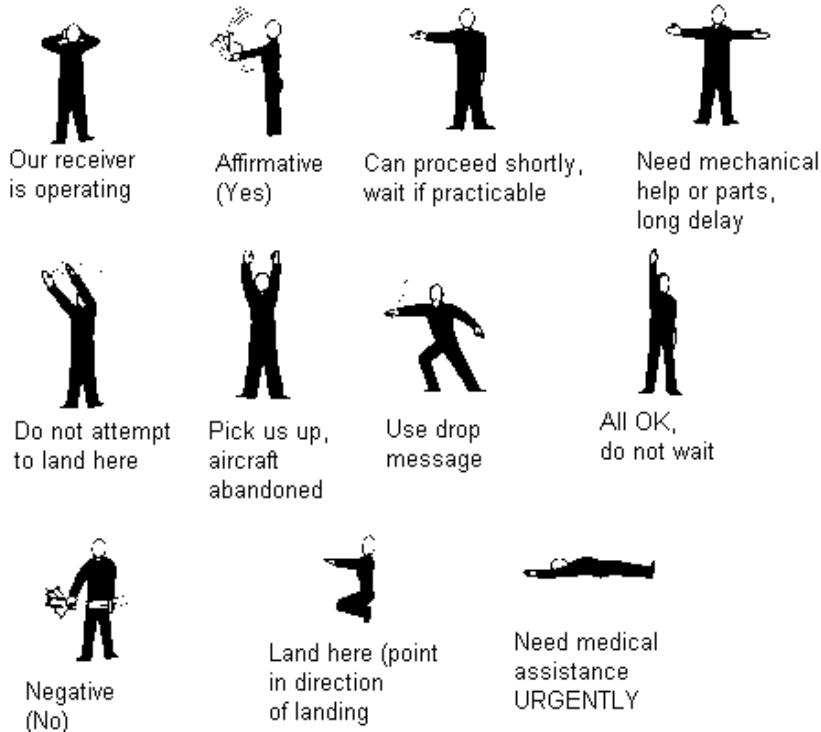 Our receiver
is operating
Affirmative
(Yes)
Can proceed shortly,
wait if practicable
Need mechanical
help or parts,
long delay
Do not attempt
to land here
Pick us up,
aircraft
abandoned
Use drop
message
All OK,
do not wait
Negative
(No)
Land here (point
in direction
of landing
Need medical
assistance
URGENTLY